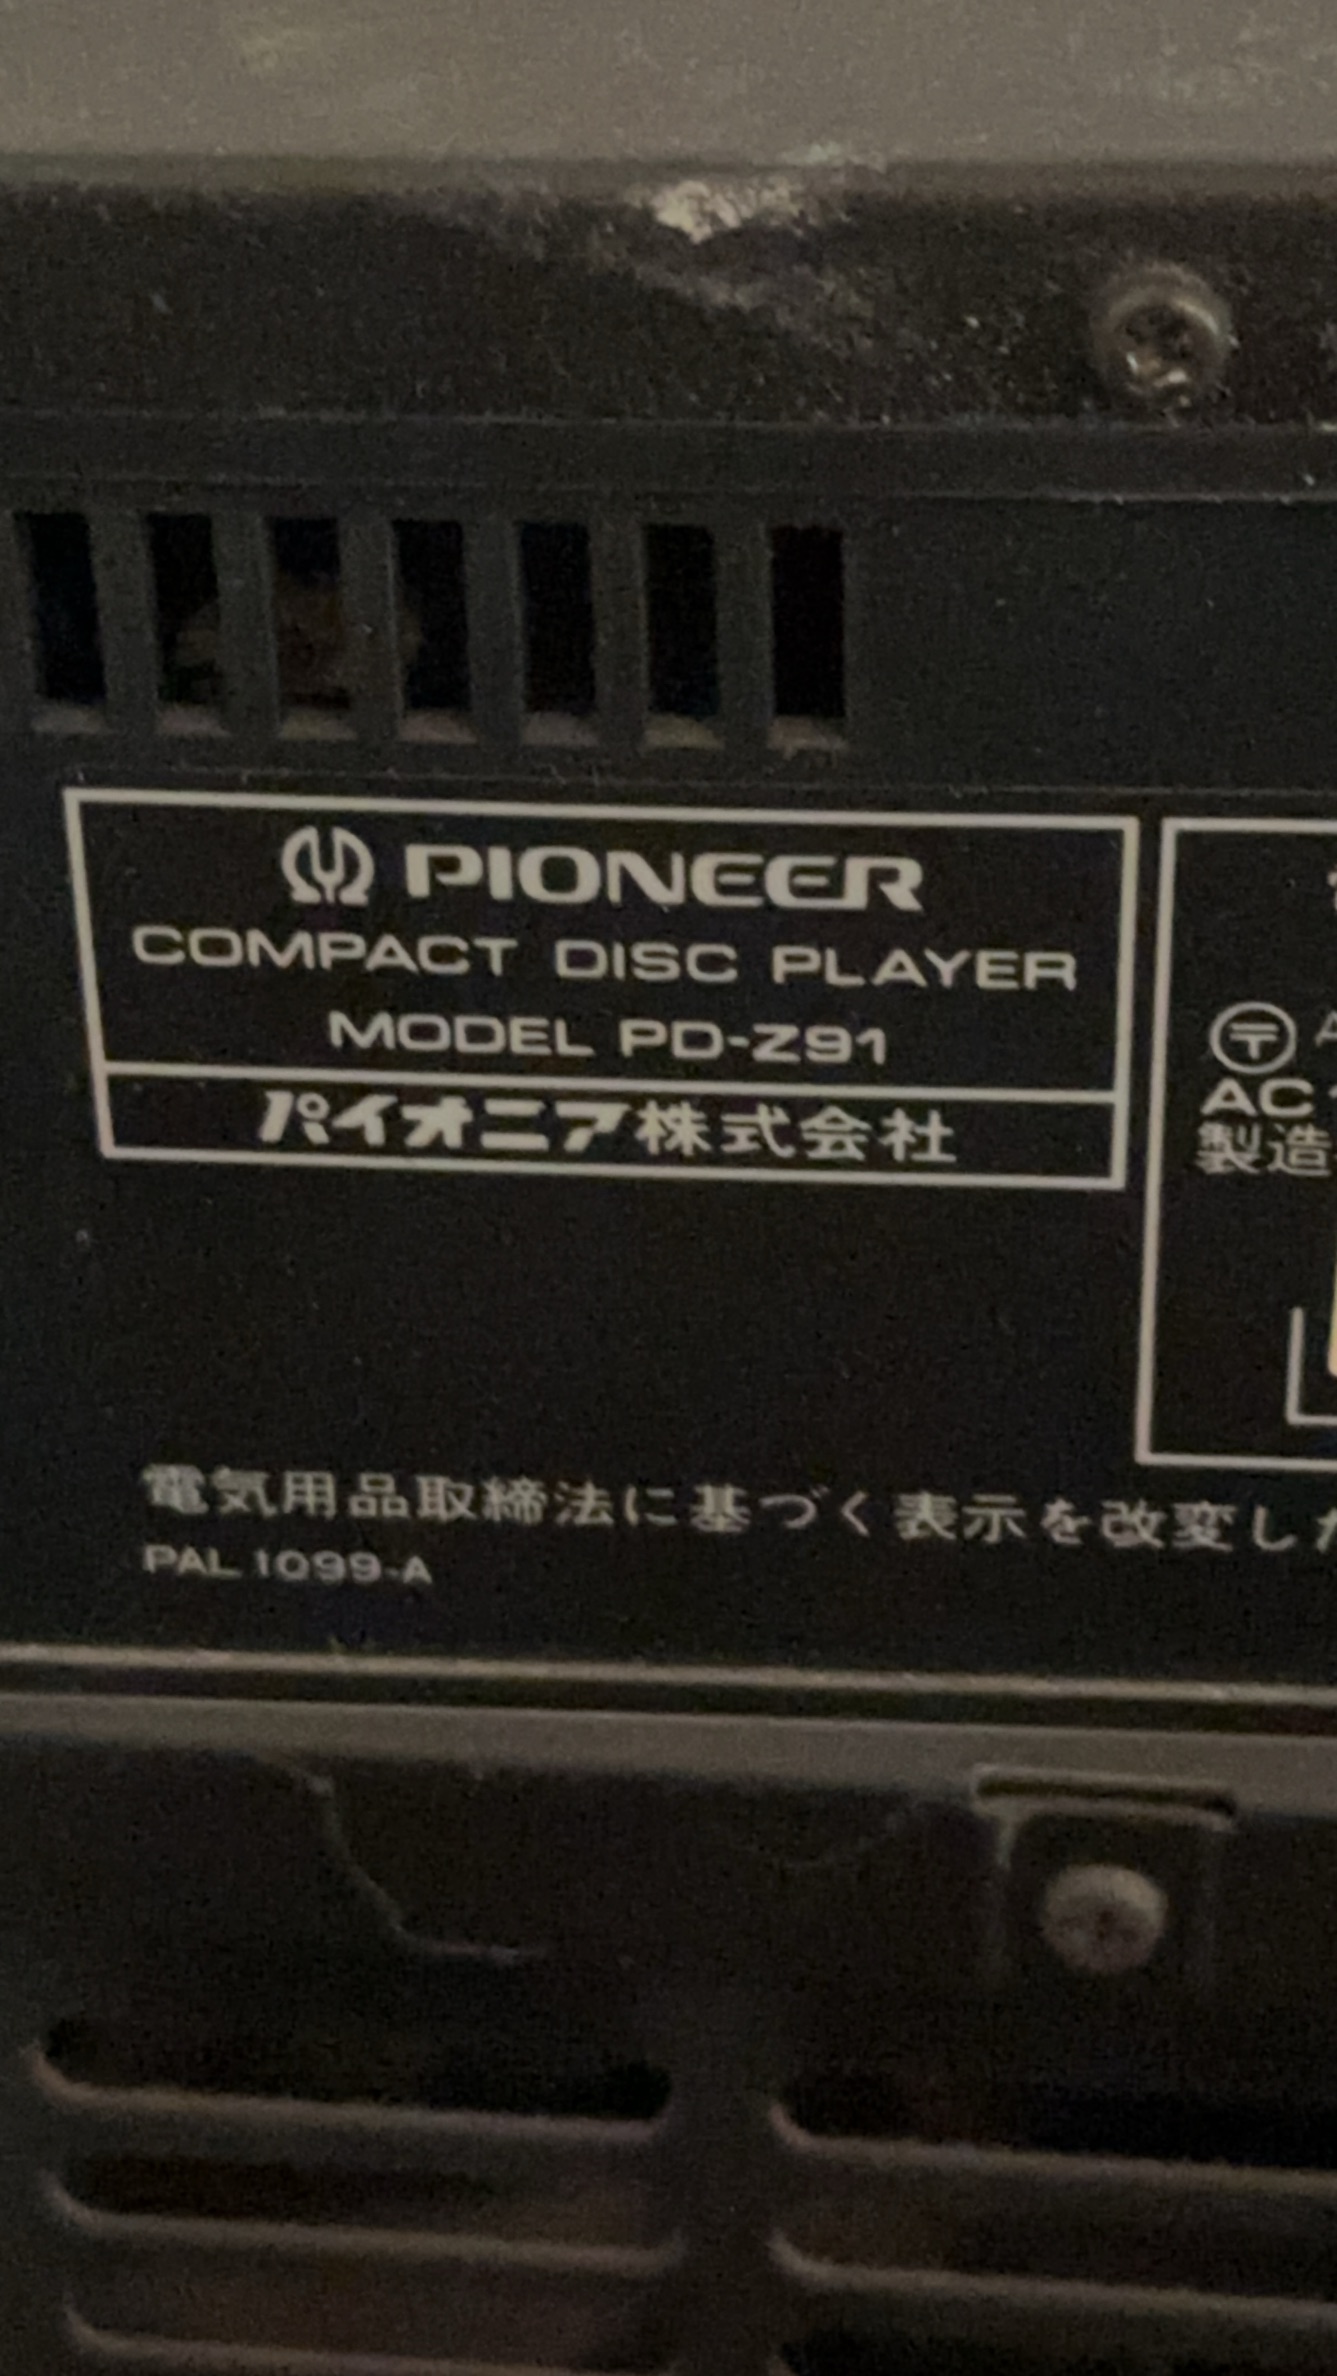 PIONEER
COMPACT DISC PLAYER
MODEL PD-Z91
パイオニア株式会社
〒
AC
製造
電気用品取締法に基づく表示を改変した
PAL 1099-A